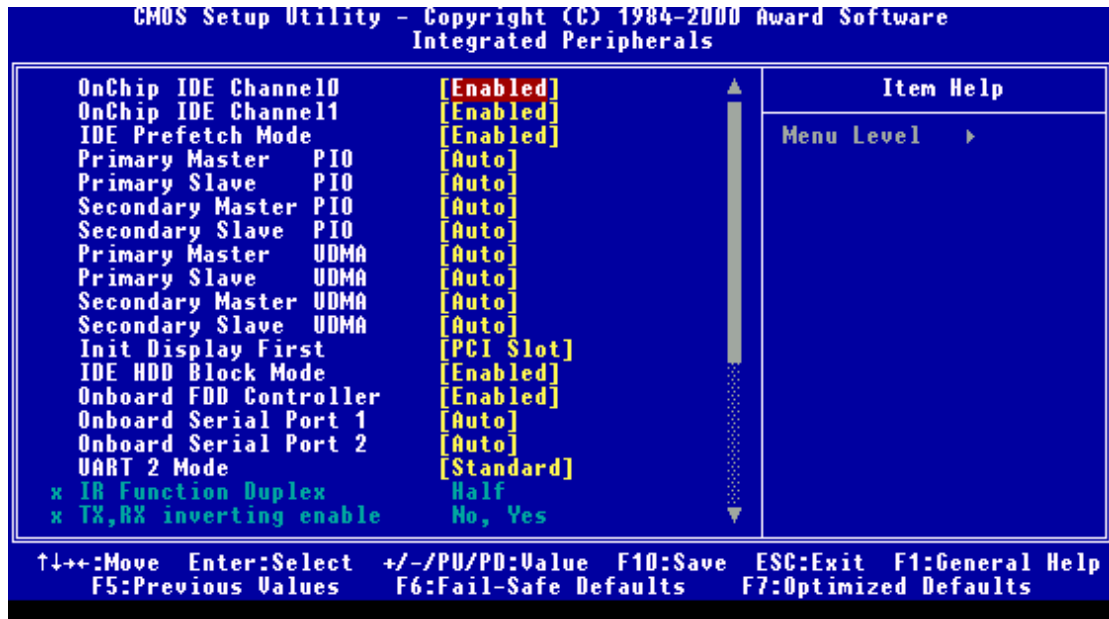 CMOS Setup Utility - Copyright (C) 1984-2000 Award Software
Integrated Peripherals
OnChip IDE Channel0 [Enabled]
OnChip IDE Channel1 [Enabled]
IDE Prefetch Mode [Enabled]
Primary Master PIO [Auto]
Primary Slave PIO [Auto]
Secondary Master PIO [Auto]
Secondary Slave PIO [Auto]
Primary Master UDMA [Auto]
Primary Slave UDMA [Auto]
Secondary Master UDMA [Auto]
Secondary Slave UDMA [Auto]
Init Display First [PCI Slot]
IDE HDD Block Mode [Enabled]
Onboard FDD Controller [Enabled]
Onboard Serial Port 1 [Auto]
Onboard Serial Port 2 [Auto]
UART 2 Mode [Standard]
x IR Function Duplex Half
x TX,RX inverting enable No, Yes
Item Help
Menu Level ▸
↑↓→←:Move Enter:Select +/-/PU/PD:Value F10:Save ESC:Exit F1:General Help
F5:Previous Values F6:Fail-Safe Defaults F7:Optimized Defaults